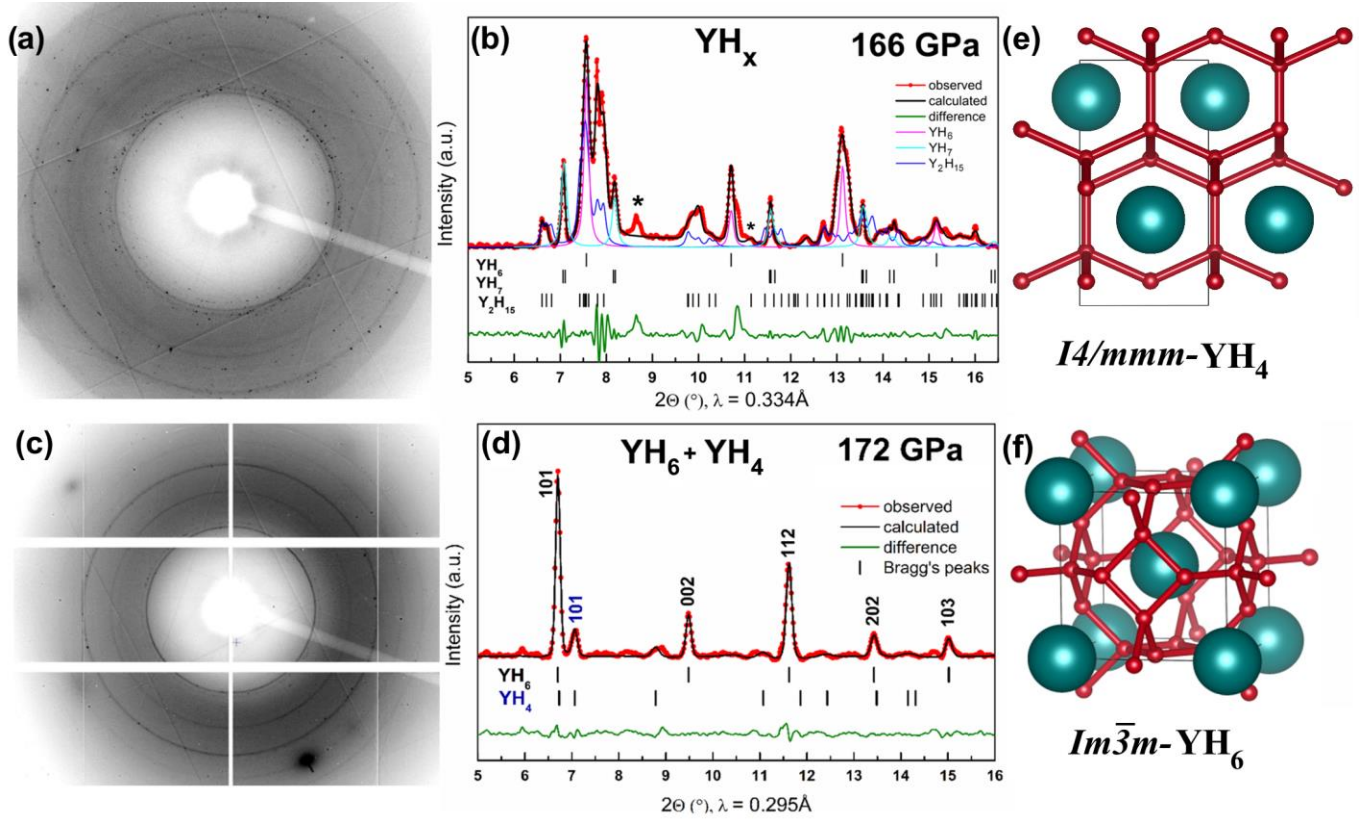 (a)
(b)
YHₓ
166 GPa
observed
calculated
difference
YH₆
YH₇
Y₂H₁₅
*
*
Intensity (a.u.)
YH₆
YH₇
Y₂H₁₅
5 6 7 8 9 10 11 12 13 14 15 16
2Θ (°), λ = 0.334Å
(e)
I4/mmm-YH₄
(c)
(d)
YH₆ + YH₄
172 GPa
101
101
002
112
202
103
observed
calculated
difference
Bragg's peaks
Intensity (a.u.)
YH₆
YH₄
5 6 7 8 9 10 11 12 13 14 15 16
2Θ (°), λ = 0.295Å
(f)
Im3̅m-YH₆